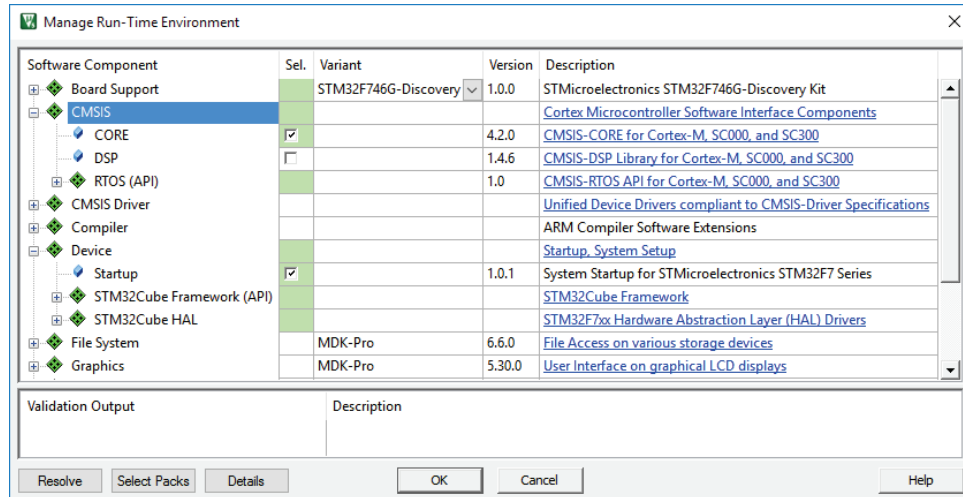 Manage Run-Time Environment
Software Component Sel. Variant Version Description
Board Support STM32F746G-Discovery 1.0.0 STMicroelectronics STM32F746G-Discovery Kit
CMSIS Cortex Microcontroller Software Interface Components
CORE 4.2.0 CMSIS-CORE for Cortex-M, SC000, and SC300
DSP 1.4.6 CMSIS-DSP Library for Cortex-M, SC000, and SC300
RTOS (API) 1.0 CMSIS-RTOS API for Cortex-M, SC000, and SC300
CMSIS Driver Unified Device Drivers compliant to CMSIS-Driver Specifications
Compiler ARM Compiler Software Extensions
Device Startup, System Setup
Startup 1.0.1 System Startup for STMicroelectronics STM32F7 Series
STM32Cube Framework (API) STM32Cube Framework
STM32Cube HAL STM32F7xx Hardware Abstraction Layer (HAL) Drivers
File System MDK-Pro 6.6.0 File Access on various storage devices
Graphics MDK-Pro 5.30.0 User Interface on graphical LCD displays
Validation Output Description
Resolve Select Packs Details OK Cancel Help